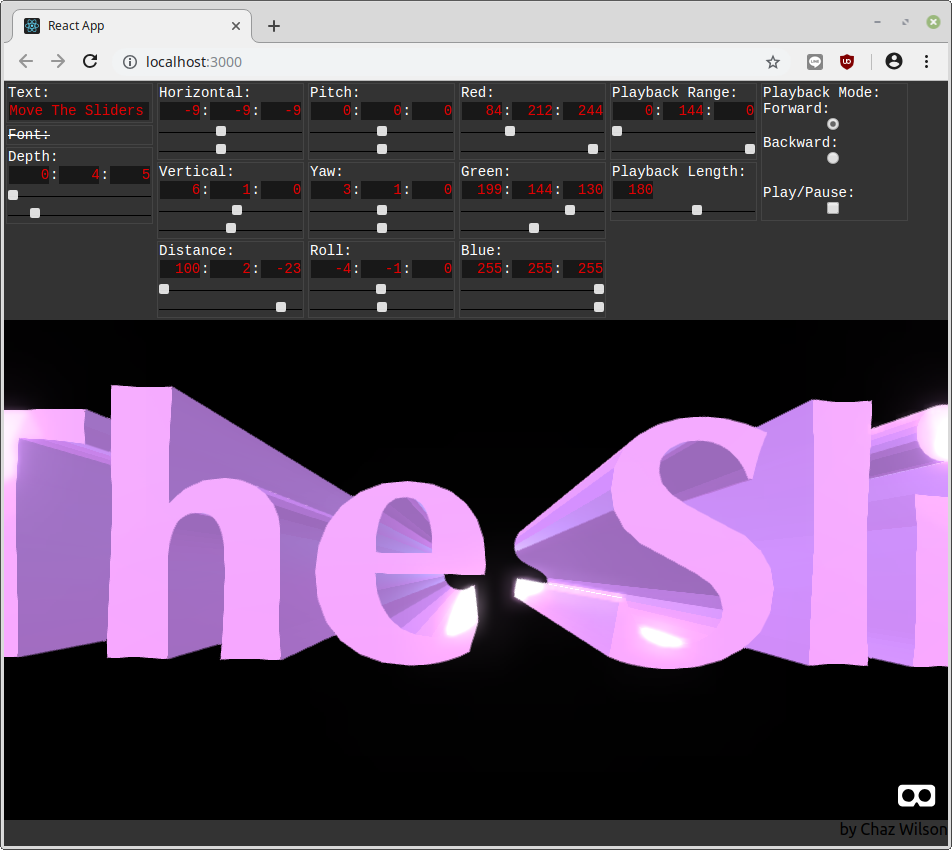 React App
localhost:3000
Text:
Move The Sliders
Font:
Depth:
0: 4: 5
Horizontal:
-9: -9: -9
Vertical:
6: 1: 0
Distance:
100: 2: -23
Pitch:
0: 0: 0
Yaw:
3: 1: 0
Roll:
-4: -1: 0
Red:
84: 212: 244
Green:
199: 144: 130
Blue:
255: 255: 255
Playback Range:
0: 144: 0
Playback Length:
180
Playback Mode:
Forward:
Backward:
Play/Pause:
he Sl
by Chaz Wilson